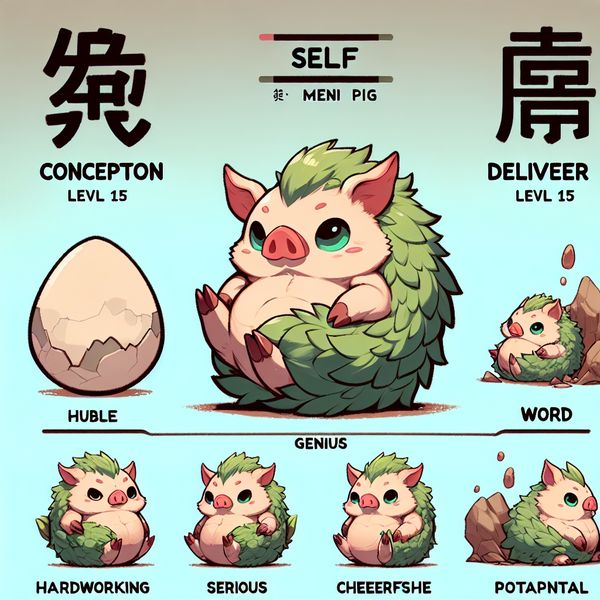 SELF
MENI PIG
CONCEPTON
LEVL 15
DELIVEER
LEVL 15
HUBLE
WORD
GENIUS
HARDWORKING
SERIOUS
CHEEERFSHE
POTAPNTAL